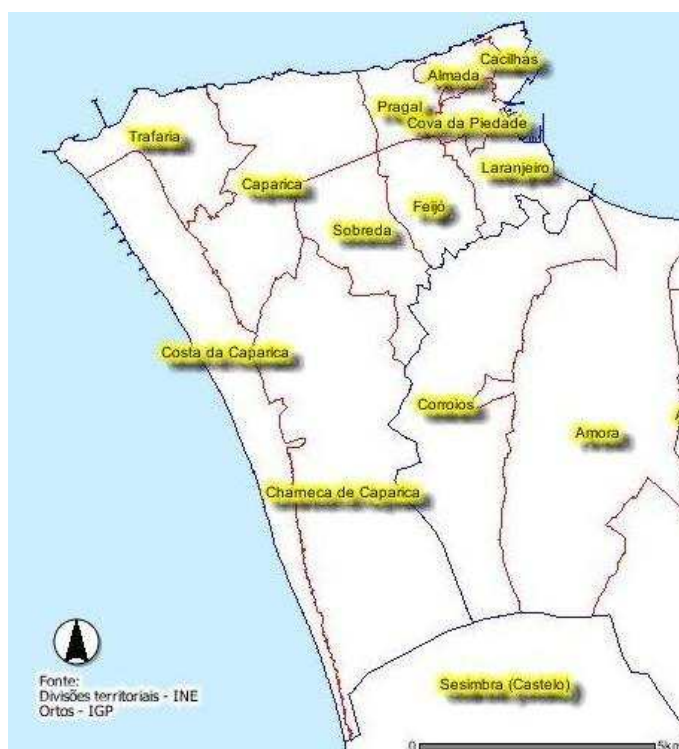 Cacilhas
Almada
Pragal
Cova da Piedade
Trafaria
Laranjeiro
Caparica
Feijó
Sobreda
Costa da Caparica
Corroios
Amora
A
Charneca de Caparica
Fonte:
Divisões territoriais - INE
Ortos - IGP
Sesimbra (Castelo)
0 5km